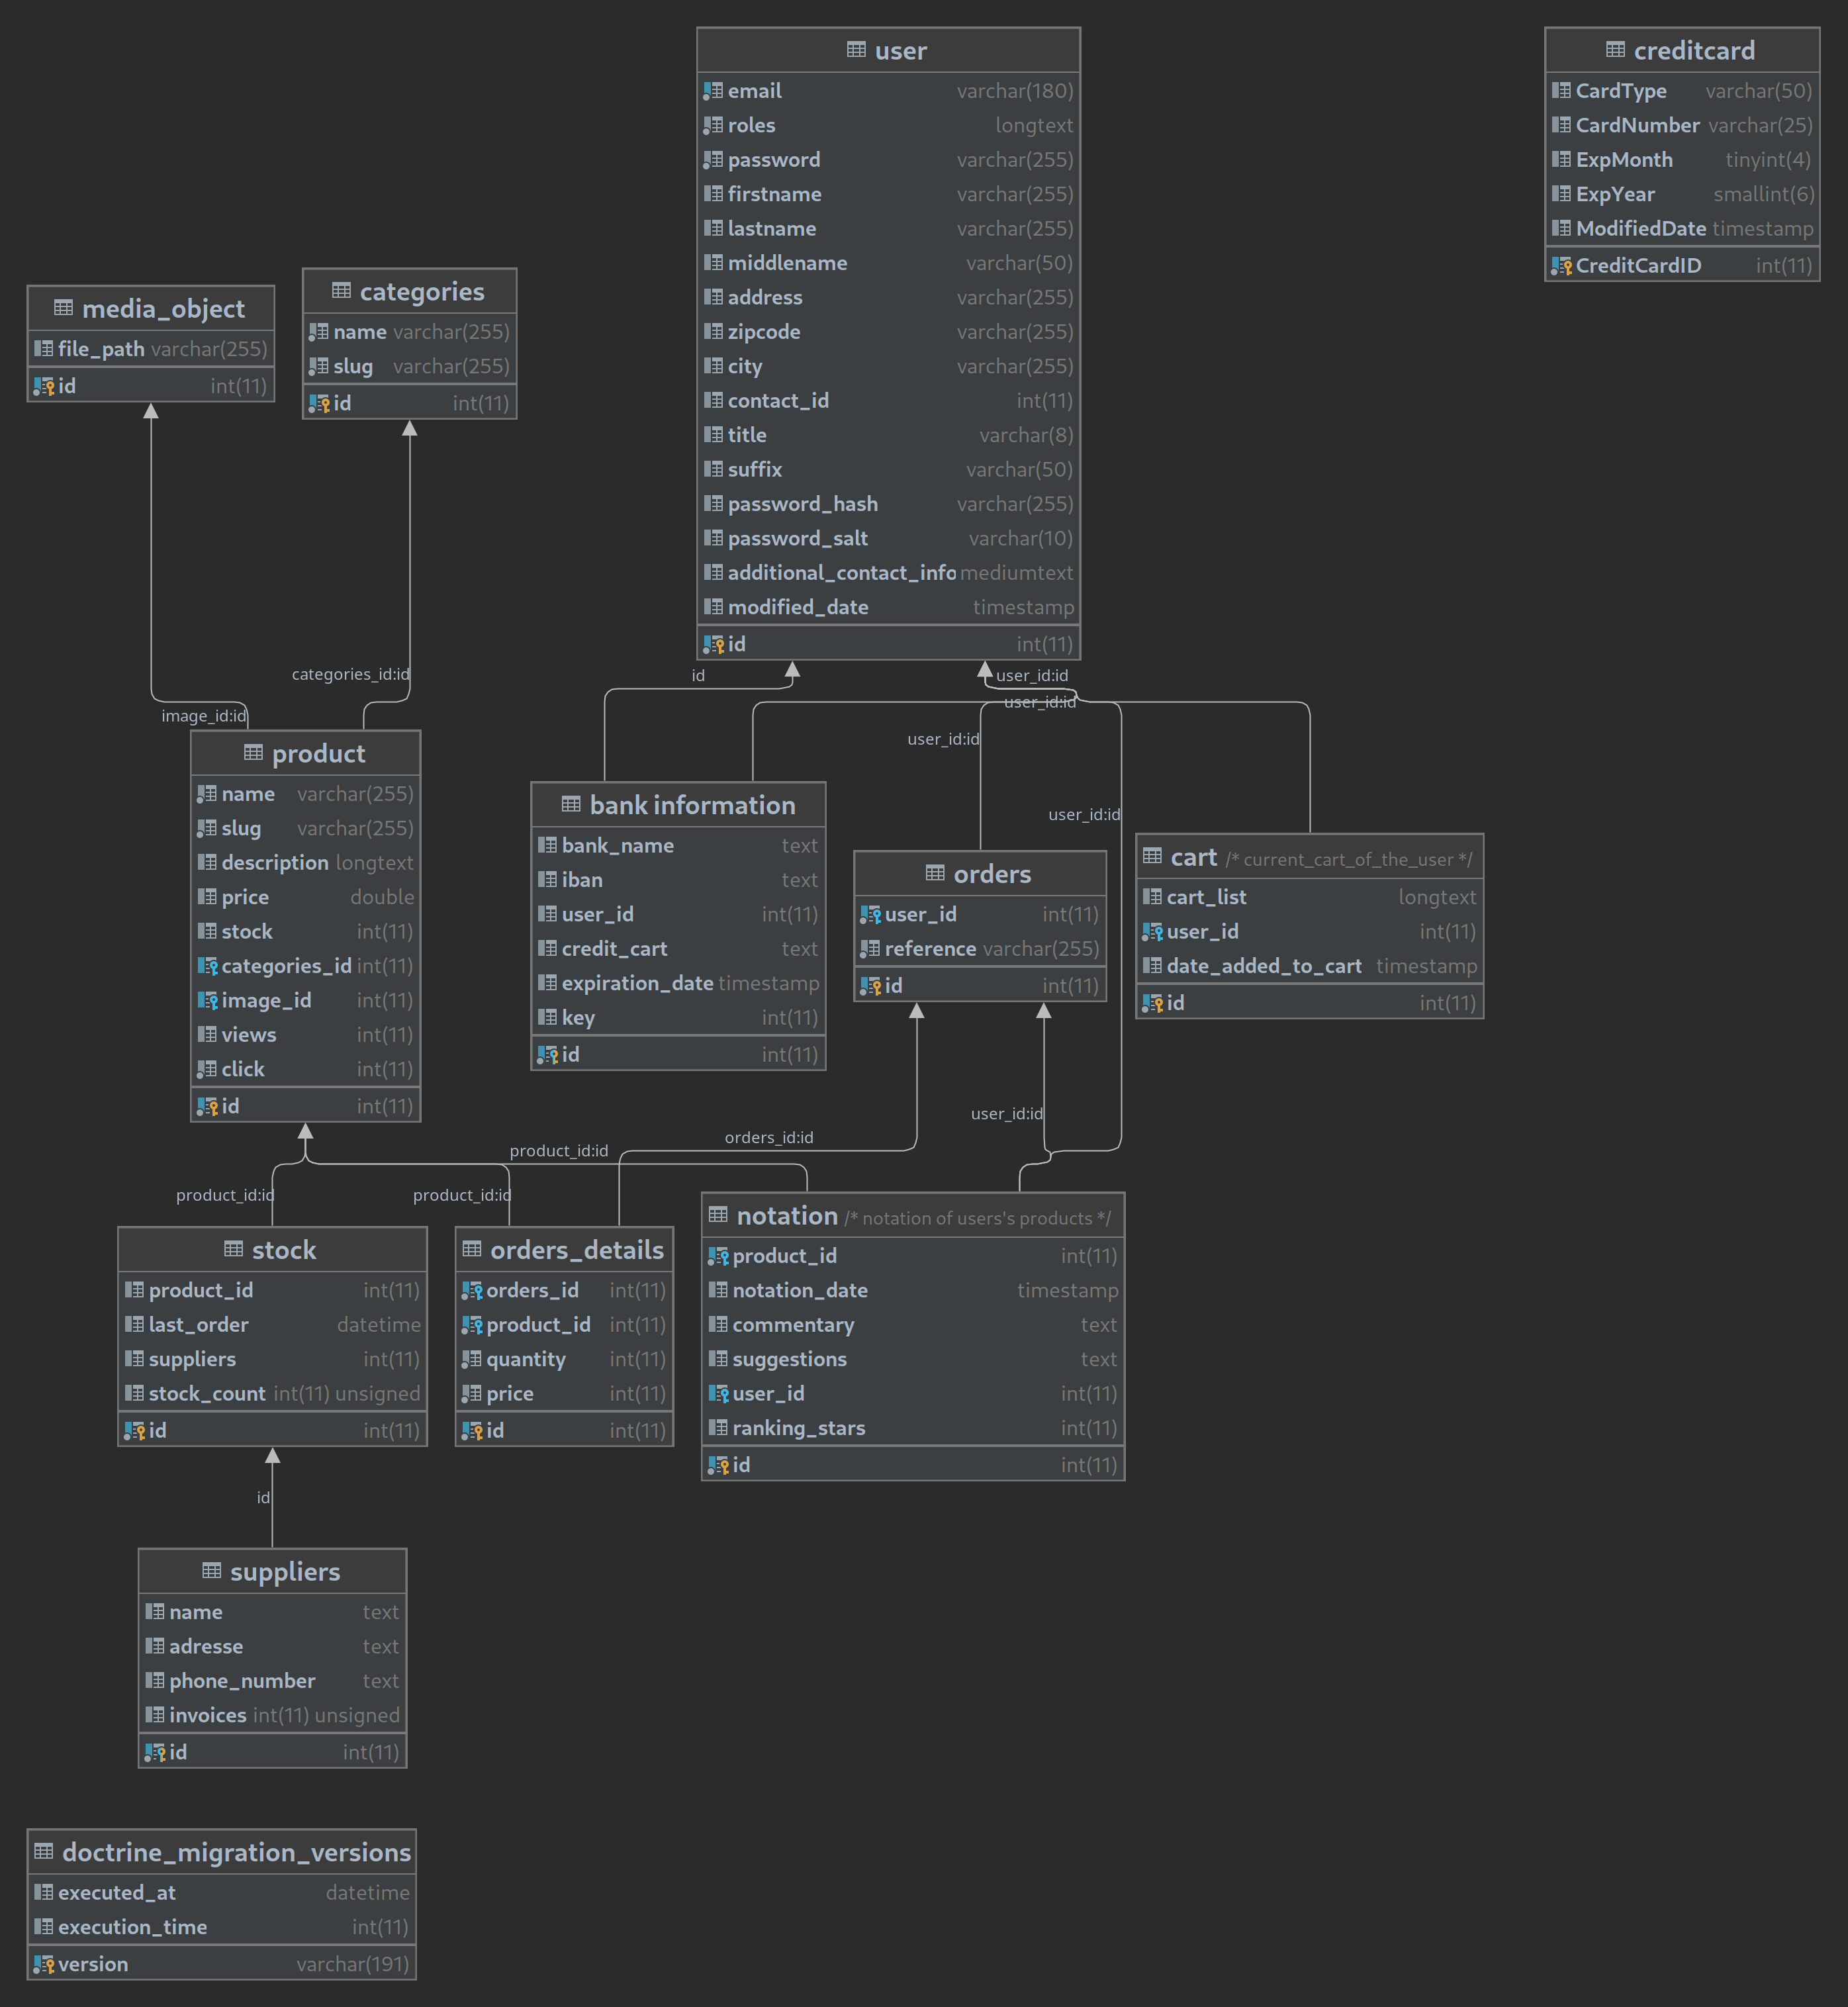 user
email varchar(180)
roles longtext
password varchar(255)
firstname varchar(255)
lastname varchar(255)
middlename varchar(50)
address varchar(255)
zipcode varchar(255)
city varchar(255)
contact_id int(11)
title varchar(8)
suffix varchar(50)
password_hash varchar(255)
password_salt varchar(10)
additional_contact_info mediumtext
modified_date timestamp
id int(11)
creditcard
CardType varchar(50)
CardNumber varchar(25)
ExpMonth tinyint(4)
ExpYear smallint(6)
ModifiedDate timestamp
CreditCardID int(11)
media_object
file_path varchar(255)
id int(11)
categories
name varchar(255)
slug varchar(255)
id int(11)
categories_id:id
image_id:id
id
user_id:id
user_id:id
user_id:id
user_id:id
product
name varchar(255)
slug varchar(255)
description longtext
price double
stock int(11)
categories_id int(11)
image_id int(11)
views int(11)
click int(11)
id int(11)
bank information
bank_name text
iban text
user_id int(11)
credit_cart text
expiration_date timestamp
key int(11)
id int(11)
orders
user_id int(11)
reference varchar(255)
id int(11)
cart /* current_cart_of_the_user */
cart_list longtext
user_id int(11)
date_added_to_cart timestamp
id int(11)
user_id:id
orders_id:id
product_id:id
product_id:id
product_id:id
stock
product_id int(11)
last_order datetime
suppliers int(11)
stock_count int(11) unsigned
id int(11)
orders_details
orders_id int(11)
product_id int(11)
quantity int(11)
price int(11)
id int(11)
notation /* notation of users's products */
product_id int(11)
notation_date timestamp
commentary text
suggestions text
user_id int(11)
ranking_stars int(11)
id int(11)
id
suppliers
name text
adresse text
phone_number text
invoices int(11) unsigned
id int(11)
doctrine_migration_versions
executed_at datetime
execution_time int(11)
version varchar(191)